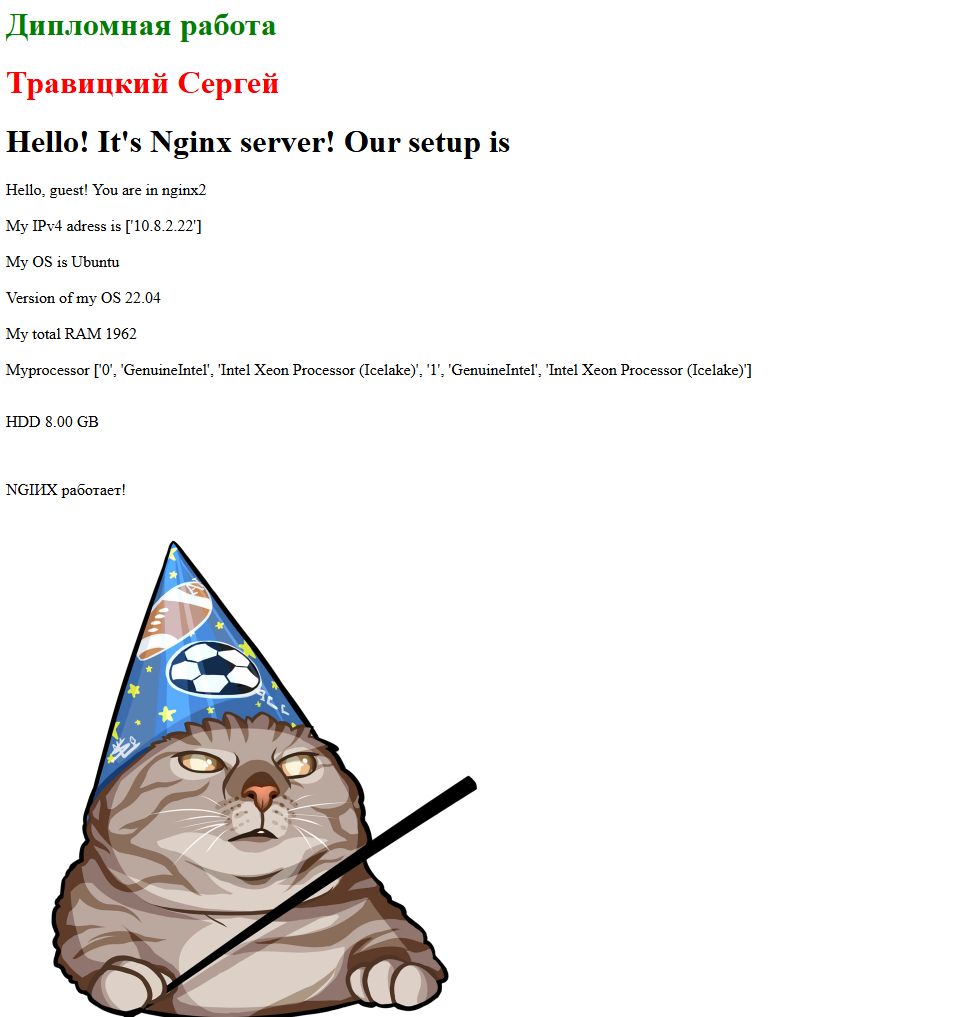 Дипломная работа
Травицкий Сергей
Hello! It's Nginx server! Our setup is
Hello, guest! You are in nginx2
My IPv4 adress is ['10.8.2.22']
My OS is Ubuntu
Version of my OS 22.04
My total RAM 1962
Myprocessor ['0', 'GenuineIntel', 'Intel Xeon Processor (Icelake)', '1', 'GenuineIntel', 'Intel Xeon Processor (Icelake)']
HDD 8.00 GB
NGIИX работает!